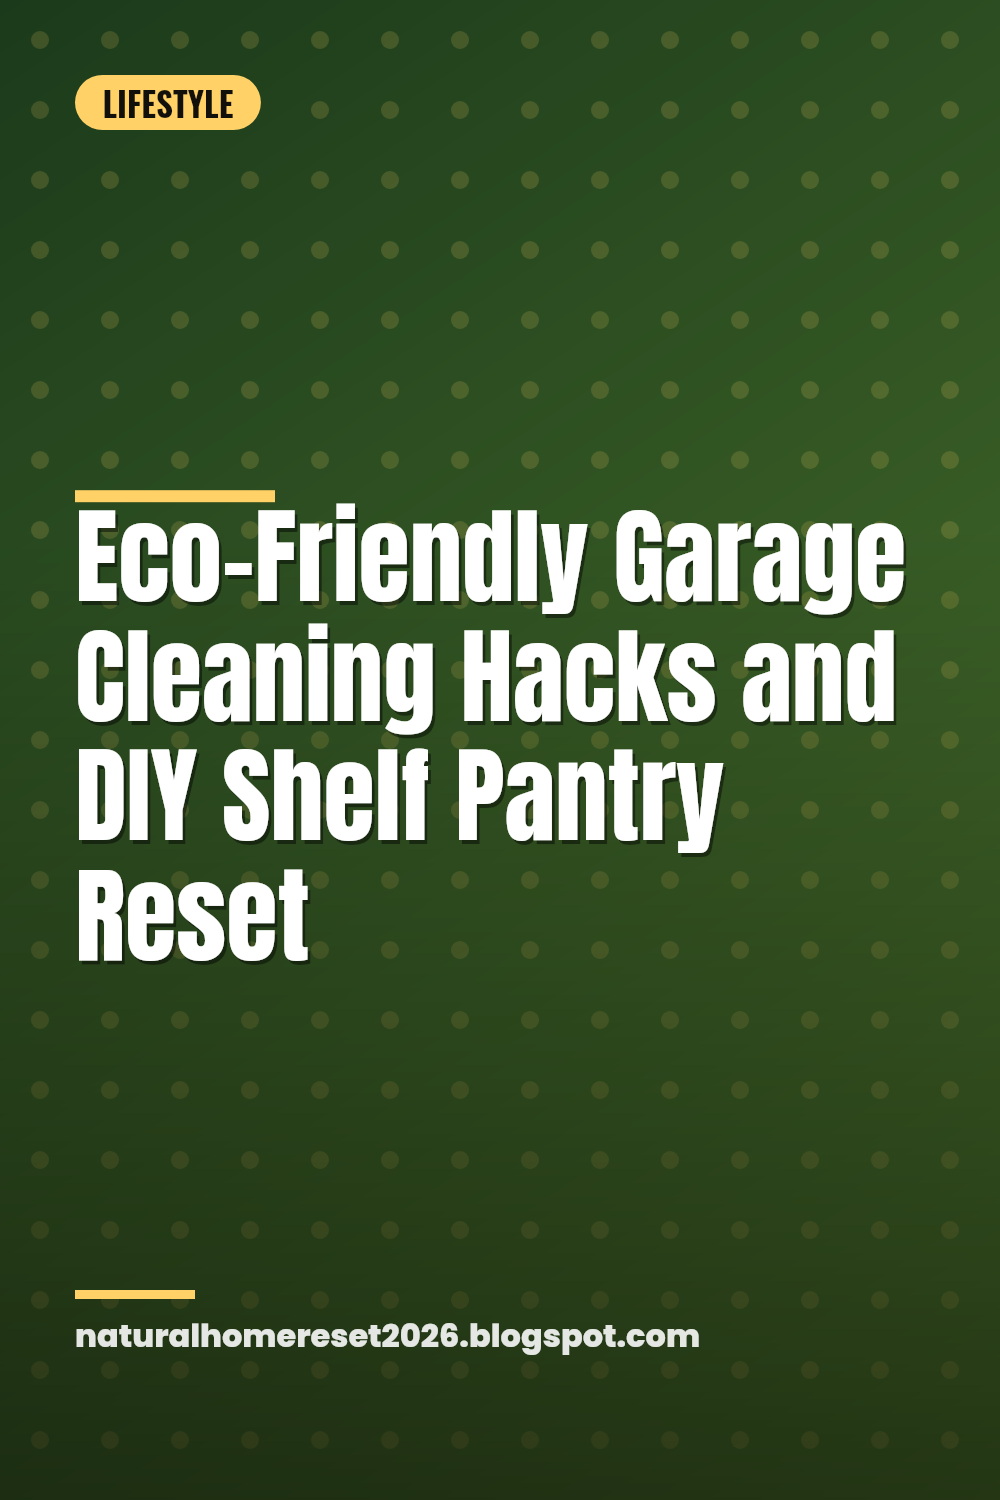 LIFESTYLE
Eco-Friendly Garage
Cleaning Hacks and
DIY Shelf Pantry
Reset
naturalhomereset2026.blogspot.com